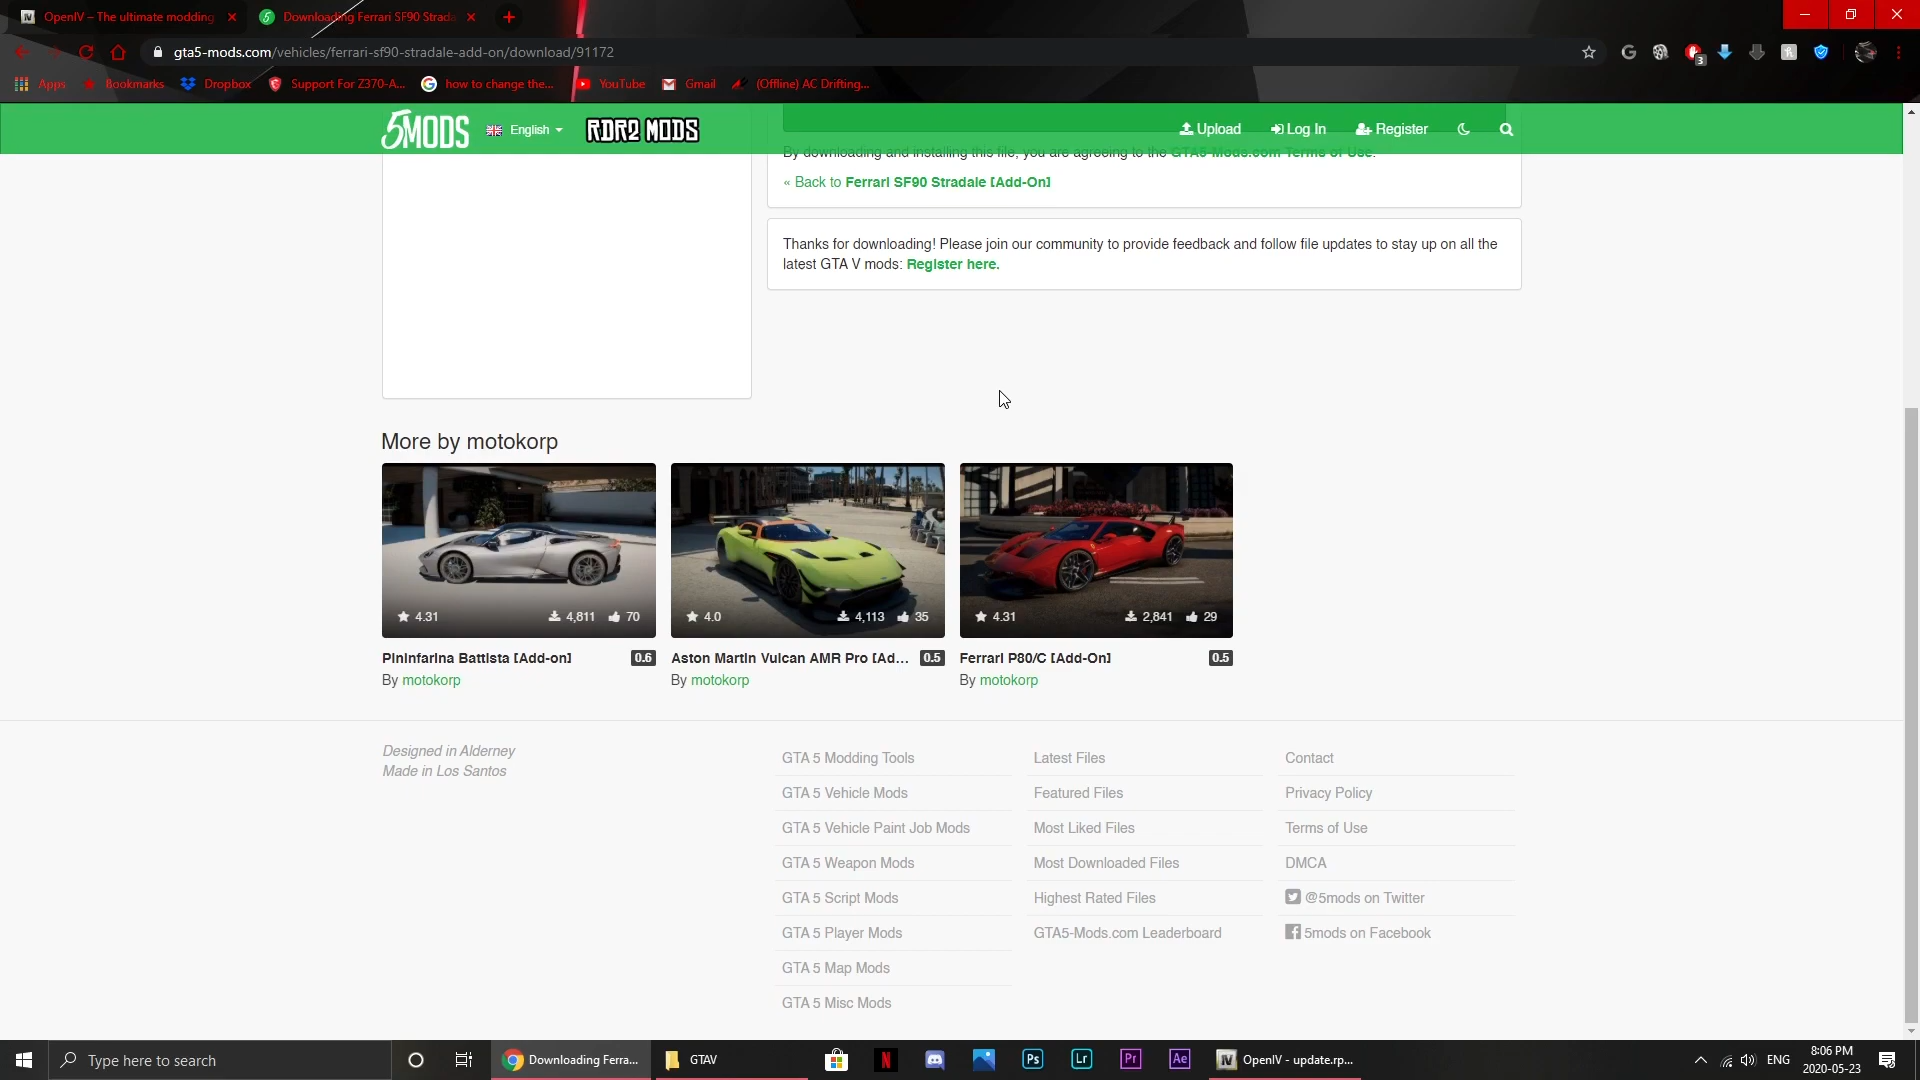 OpenIV – The ultimate modding
Downloading Ferrari SF90 Strada
gta5-mods.com/vehicles/ferrari-sf90-stradale-add-on/download/91172
3
Apps
Bookmarks
Dropbox
Support For Z370-A...
how to change the...
YouTube
Gmail
(Offline) AC Drifting...
5MODS
English
RDR2 MODS
Upload
Log In
Register
By downloading and installing this file, you are agreeing to the GTA5-Mods.com Terms of Use.
« Back to Ferrari SF90 Stradale [Add-On]
Thanks for downloading! Please join our community to provide feedback and follow file updates to stay up on all the
latest GTA V mods: Register here.
More by motokorp
4.31 4,811 70
4.0 4,113 35
4.31 2,841 29
Pininfarina Battista [Add-on] 0.6
Aston Martin Vulcan AMR Pro [Ad... 0.5
Ferrari P80/C [Add-On] 0.5
By motokorp
By motokorp
By motokorp
Designed in Alderney
Made in Los Santos
GTA 5 Modding Tools
GTA 5 Vehicle Mods
GTA 5 Vehicle Paint Job Mods
GTA 5 Weapon Mods
GTA 5 Script Mods
GTA 5 Player Mods
GTA 5 Map Mods
GTA 5 Misc Mods
Latest Files
Featured Files
Most Liked Files
Most Downloaded Files
Highest Rated Files
GTA5-Mods.com Leaderboard
Contact
Privacy Policy
Terms of Use
DMCA
@5mods on Twitter
5mods on Facebook
Type here to search
Downloading Ferra...
GTAV
N
Ps
Lr
Pr
Ae
IV
OpenIV - update.rp...
ENG
8:06 PM
2020-05-23